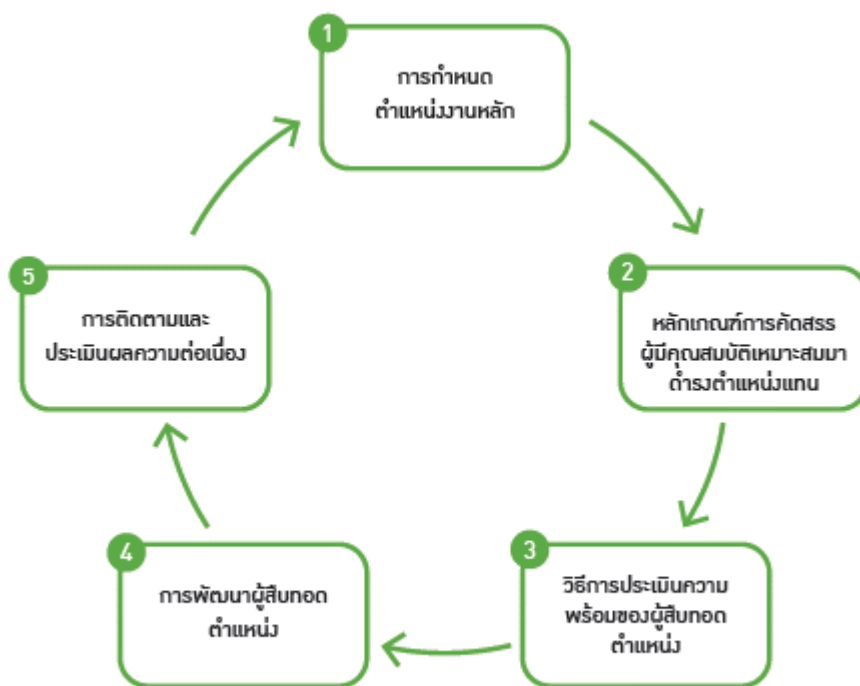 1
การกำหนด
ตำแหน่งงานหลัก
2
หลักเกณฑ์การคัดสรร
ผู้มีคุณสมบัติเหมาะสมมา
ดำรงตำแหน่งแทน
3
วิธีการประเมินความ
พร้อมของผู้สืบทอด
ตำแหน่ง
4
การพัฒนาผู้สืบทอด
ตำแหน่ง
5
การติดตามและ
ประเมินผลความต่อเนื่อง